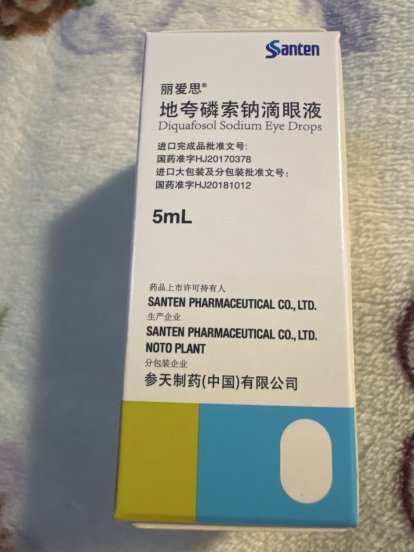 Santen
丽爱思®
地夸磷索钠滴眼液
Diquafosol Sodium Eye Drops
进口完成品批准文号:
国药准字HJ20170378
进口大包装及分包装批准文号:
国药准字HJ20181012
5mL
药品上市许可持有人
SANTEN PHARMACEUTICAL CO., LTD.
生产企业
SANTEN PHARMACEUTICAL CO., LTD.
NOTO PLANT
分包装企业
参天制药(中国)有限公司